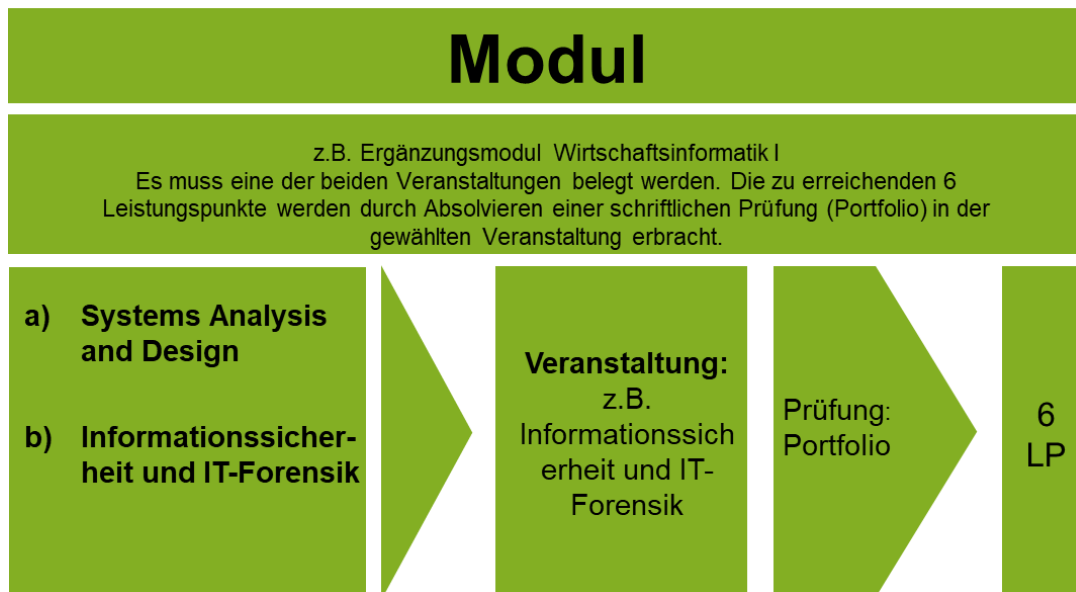 Modul
z.B. Ergänzungsmodul Wirtschaftsinformatik I
Es muss eine der beiden Veranstaltungen belegt werden. Die zu erreichenden 6
Leistungspunkte werden durch Absolvieren einer schriftlichen Prüfung (Portfolio) in der
gewählten Veranstaltung erbracht.
a) Systems Analysis
and Design
b) Informationssicher-
heit und IT-Forensik
Veranstaltung:
z.B.
Informationssich
erheit und IT-
Forensik
Prüfung:
Portfolio
6
LP